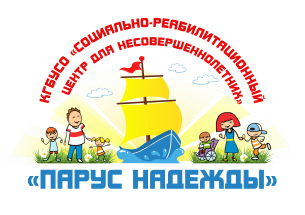 КГБУСО «СОЦИАЛЬНО-РЕАБИЛИТАЦИОННЫЙ
ЦЕНТР ДЛЯ НЕСОВЕРШЕННОЛЕТНИХ»
«ПАРУС НАДЕЖДЫ»